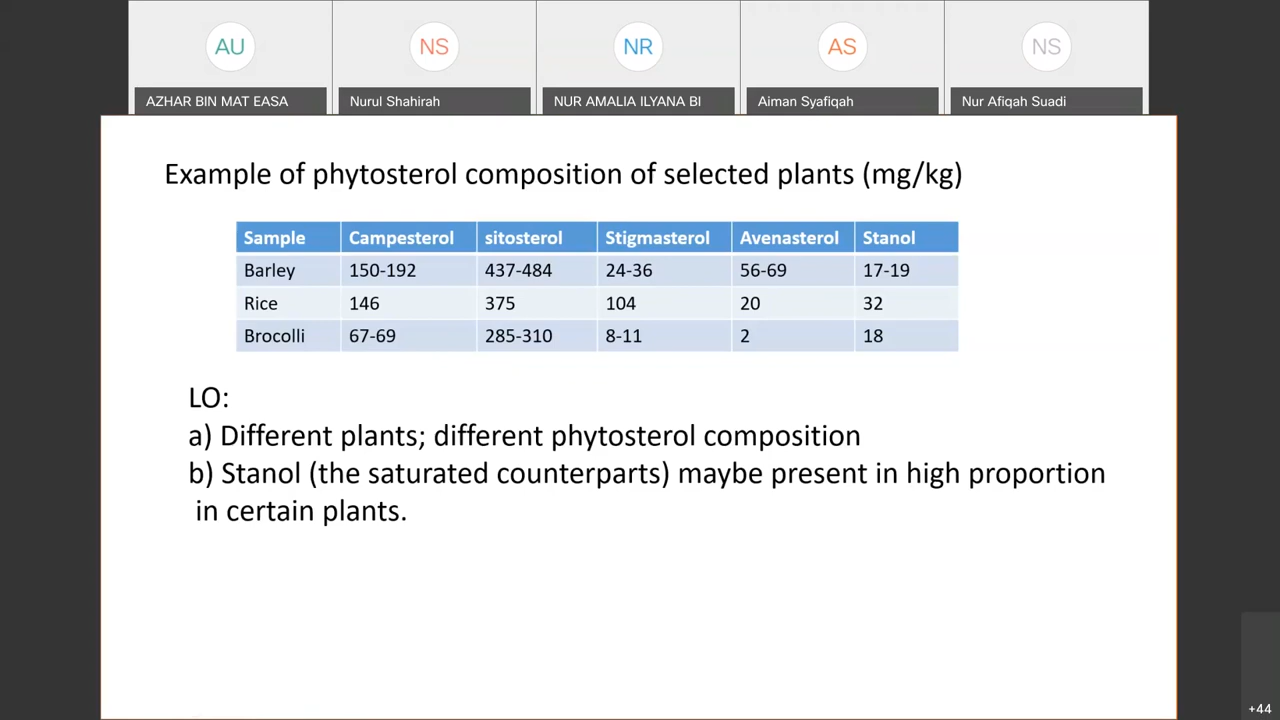 AU
NS
NR
AS
NS
AZHAR BIN MAT EASA
Nurul Shahirah
NUR AMALIA ILYANA BI
Aiman Syafiqah
Nur Afiqah Suadi
Example of phytosterol composition of selected plants (mg/kg)
Sample Campesterol sitosterol Stigmasterol Avenasterol Stanol
Barley 150-192 437-484 24-36 56-69 17-19
Rice 146 375 104 20 32
Brocolli 67-69 285-310 8-11 2 18
LO:
a) Different plants; different phytosterol composition
b) Stanol (the saturated counterparts) maybe present in high proportion
in certain plants.
+44